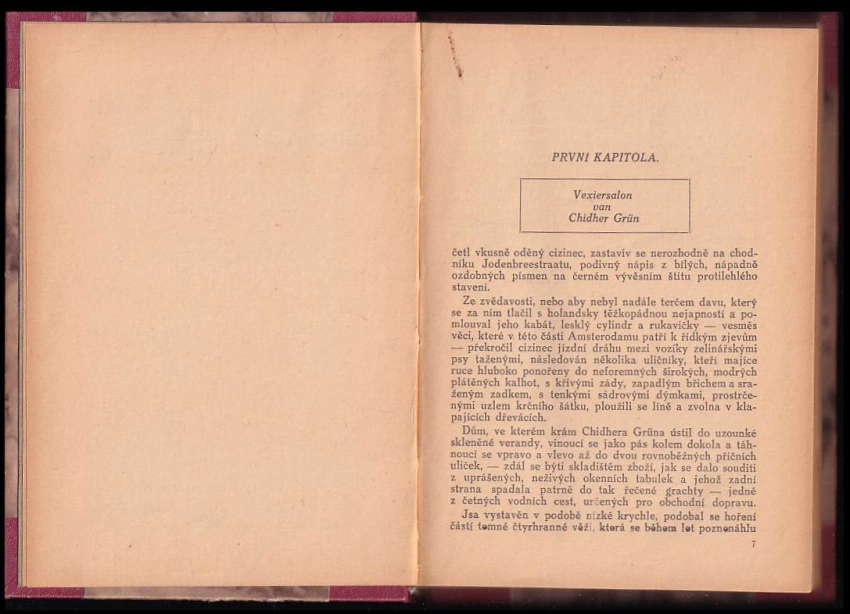 PRVNÍ KAPITOLA.
Vexiersalon
van
Chidher Grün
četl vkusně oděný cizinec, zastaviv se nerozhodně na chod-
níku Jodenbreestraatu, podivný nápis z bílých, nápadně
ozdobných písmen na černém vývěsním štítu protilehlého
stavení.
Ze zvědavosti, nebo aby nebyl nadále terčem davu, který
se za ním tlačil s holandsky těžkopádnou nejapností a po-
mlouval jeho kabát, lesklý cylindr a rukavičky — vesměs
věci, které v této části Amsterodamu patří k řídkým zjevům
— překročil cizinec jízdní dráhu mezi vozíky zelinářskými
psy taženými, následován několika uličníky, kteří majíce
ruce hluboko ponořeny do neforemných širokých, modrých
plátěných kalhot, s křivými zády, zapadlým břichem a sra-
ženým zadkem, s tenkými sádrovými dýmkami, prostrče-
nými uzlem krčního šátku, ploužili se líně a zvolna v kla-
pajících dřevácích.
Dům, ve kterém krám Chidhera Grüna ústil do uzounké
skleněné verandy, vinoucí se jako pás kolem dokola a táh-
noucí se vpravo a vlevo až do dvou rovnoběžných příčních
uliček, — zdál se býti skladištěm zboží, jak se dalo souditi
z uprášených, neživých okenních tabulek a jehož zadní
strana spadala patrně do tak řečené grachty — jedné
z četných vodních cest, určených pro obchodní dopravu.
Jsa vystavěn v podobě nízké krychle, podobal se hoření
části temné čtyrhranné věži, která se během let poznenáhlu
7